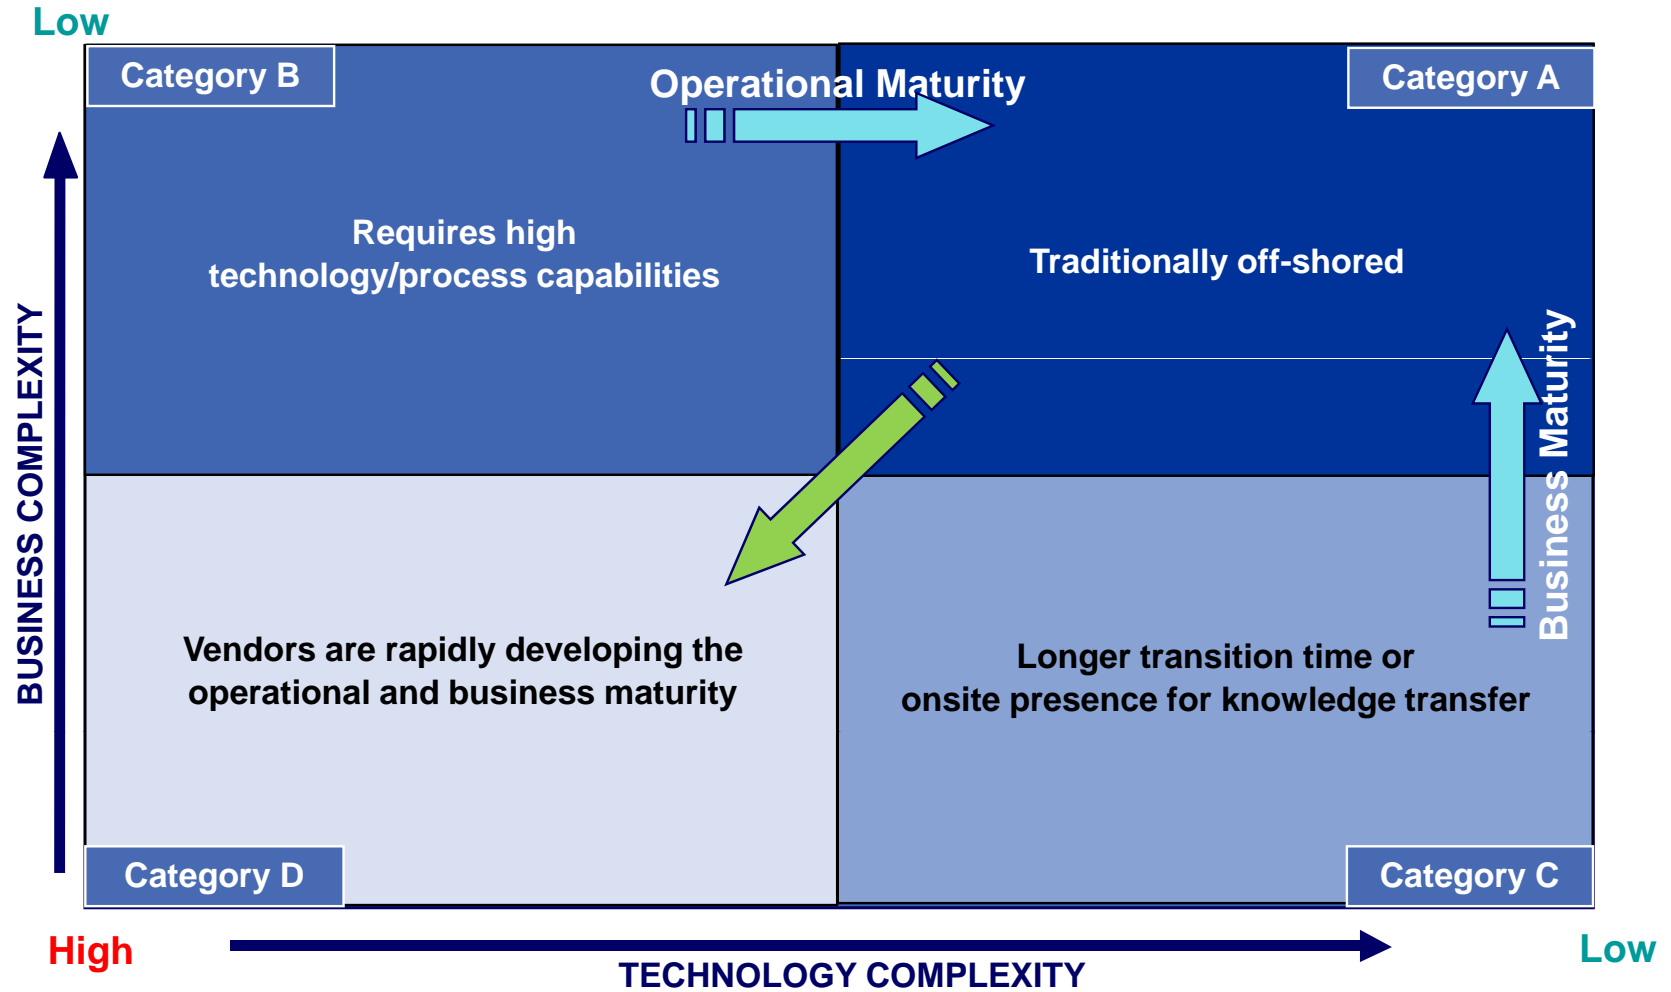 Low
Category B
Operational Maturity
Category A
Requires high
technology/process capabilities
Traditionally off-shored
BUSINESS COMPLEXITY
Business Maturity
Vendors are rapidly developing the
operational and business maturity
Longer transition time or
onsite presence for knowledge transfer
Category D
Category C
High
TECHNOLOGY COMPLEXITY
Low